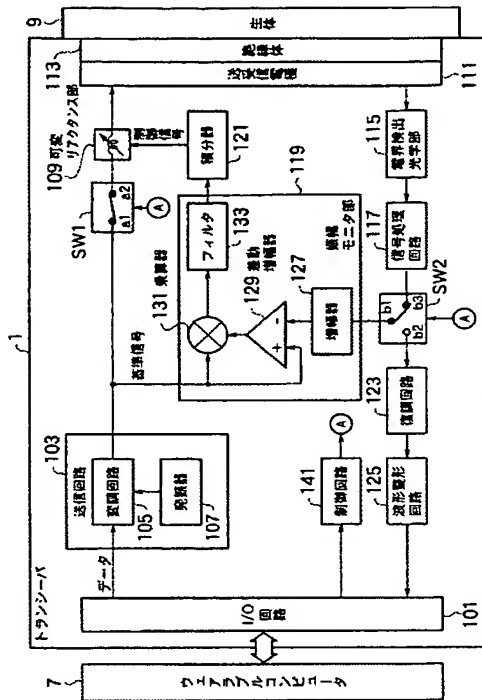 1
トランシーバ
9
生体
113
絶縁体
送受信電極
111
109
可変
リアクタンス部
制御信号
SW1
a1
a2
A
121
積分器
119
133
フィルタ
131
乗算器
129
差動
増幅器
127
増幅器
振幅
モニタ部
+
-
基準信号
115
電界検出
光学部
117
信号処理
回路
SW2
b1
b2
b3
A
103
送信回路
105
変調回路
107
発振器
データ
A
141
制御回路
123
復調回路
125
波形整形
回路
I/O
回路
101
7
ウェアラブルコンピュータ